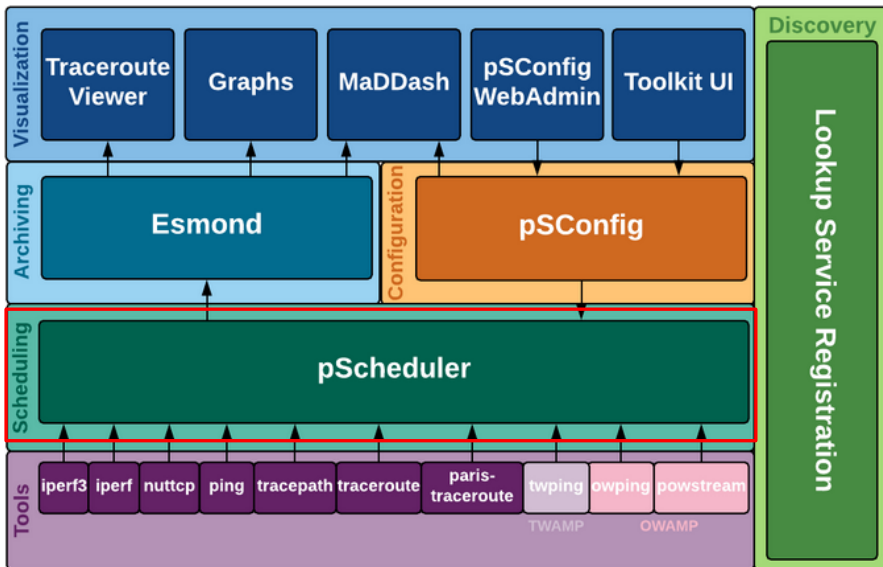 Discovery
Visualization
Traceroute
Viewer
Graphs
MaDDash
pSConfig
WebAdmin
Toolkit UI
Lookup Service Registration
Archiving
Esmond
Configuration
pSConfig
Scheduling
pScheduler
Tools
iperf3
iperf
nuttcp
ping
tracepath
traceroute
paris-
traceroute
twping
owping
powstream
TWAMP
OWAMP